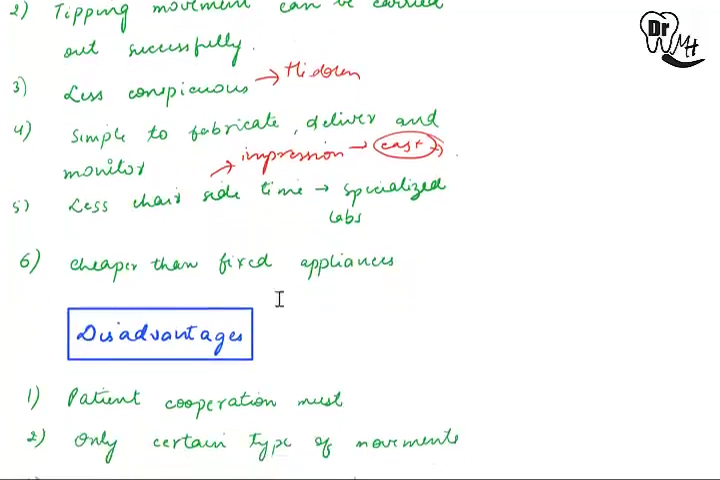 2) Tipping movement can be carried
out successfully.
3) Less conspicuous → Hidden
4) Simple to fabricate, deliver and
monitor → impression → cast →
5) Less chair side time → specialized
labs
6) Cheaper than fixed appliances
Disadvantages
1) Patient cooperation must
2) Only certain type of movements
Dr
MH